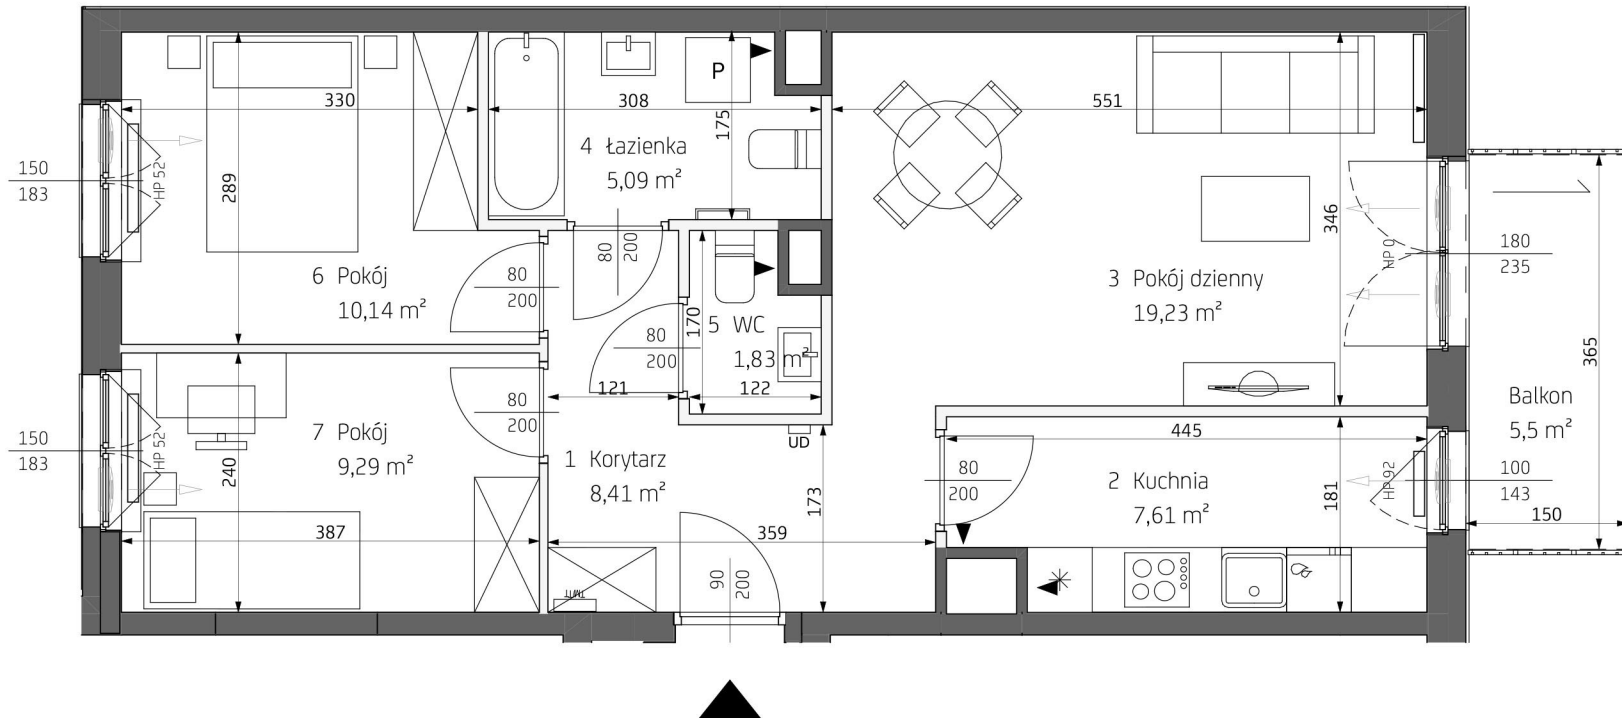 330
308
551
P
175
4 Łazienka
5,09 m²
150
183
HP 52
289
80
200
346
HP 0
180
235
6 Pokój
10,14 m²
80
200
3 Pokój dzienny
19,23 m²
170
5 WC
1,83 m²
80
200
365
121
122
Balkon
5,5 m²
80
200
7 Pokój
9,29 m²
150
183
HP 52
240
UD
445
1 Korytarz
8,41 m²
80
200
2 Kuchnia
7,61 m²
HP 92
100
143
181
173
150
387
359
90
200
TM/IT